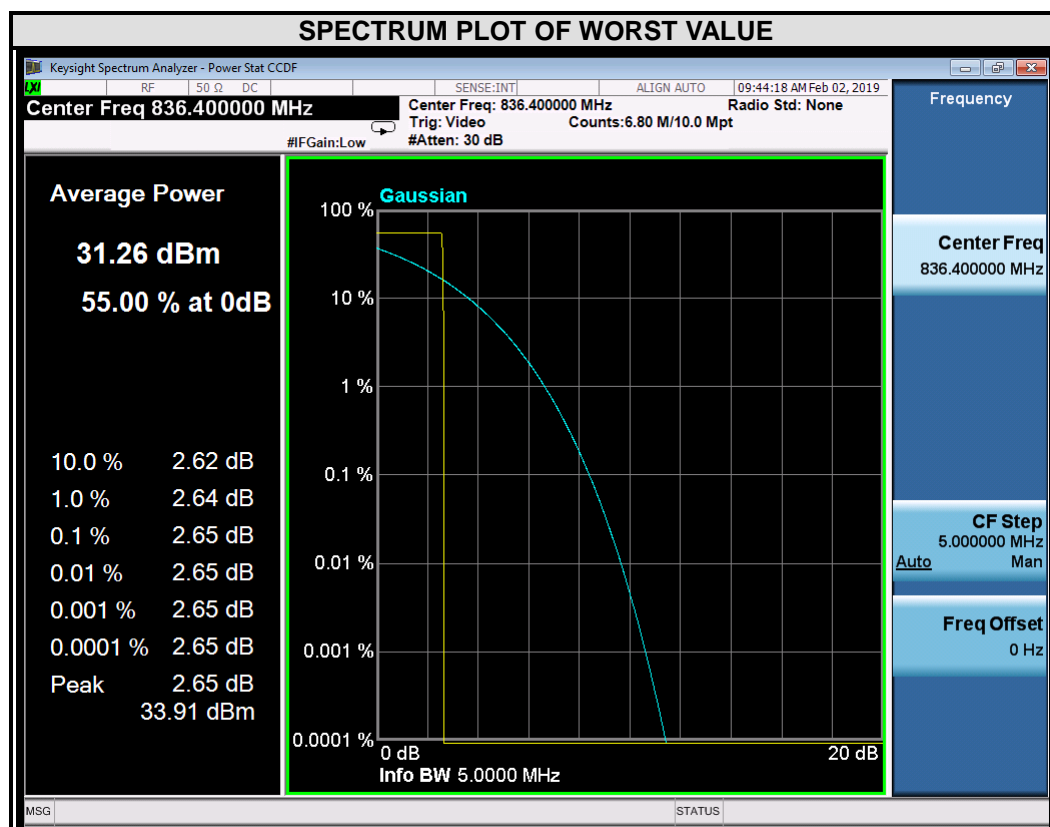 SPECTRUM PLOT OF WORST VALUE
Keysight Spectrum Analyzer - Power Stat CCDF
LXI RF 50 Ω DC SENSE:INT ALIGN AUTO 09:44:18 AM Feb 02, 2019
Center Freq 836.400000 MHz
Center Freq: 836.400000 MHz Radio Std: None
Trig: Video Counts:6.80 M/10.0 Mpt
#IFGain:Low #Atten: 30 dB
Frequency
Average Power
31.26 dBm
55.00 % at 0dB
10.0 % 2.62 dB
1.0 % 2.64 dB
0.1 % 2.65 dB
0.01 % 2.65 dB
0.001 % 2.65 dB
0.0001 % 2.65 dB
Peak 2.65 dB
33.91 dBm
Gaussian
100 %
10 %
1 %
0.1 %
0.01 %
0.001 %
0.0001 %
0 dB 20 dB
Info BW 5.0000 MHz
Center Freq
836.400000 MHz
CF Step
5.000000 MHz
Auto Man
Freq Offset
0 Hz
MSG STATUS